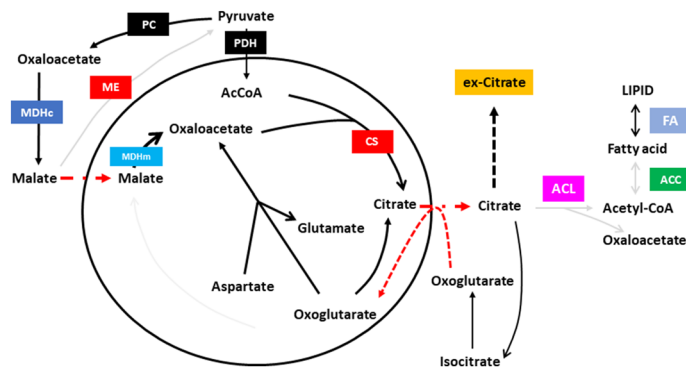 PC
Pyruvate
Oxaloacetate
PDH
ME
AcCoA
ex-Citrate
LIPID
MDHc
Oxaloacetate
FA
CS
Fatty acid
MDHm
Malate
Malate
ACL
ACC
Citrate
Citrate
Acetyl-CoA
Glutamate
Oxaloacetate
Aspartate
Oxoglutarate
Oxoglutarate
Isocitrate